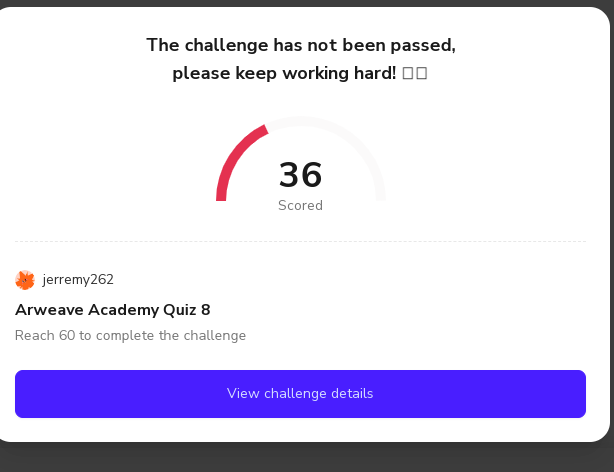 The challenge has not been passed,
please keep working hard!
36
Scored
jerremy262
Arweave Academy Quiz 8
Reach 60 to complete the challenge
View challenge details